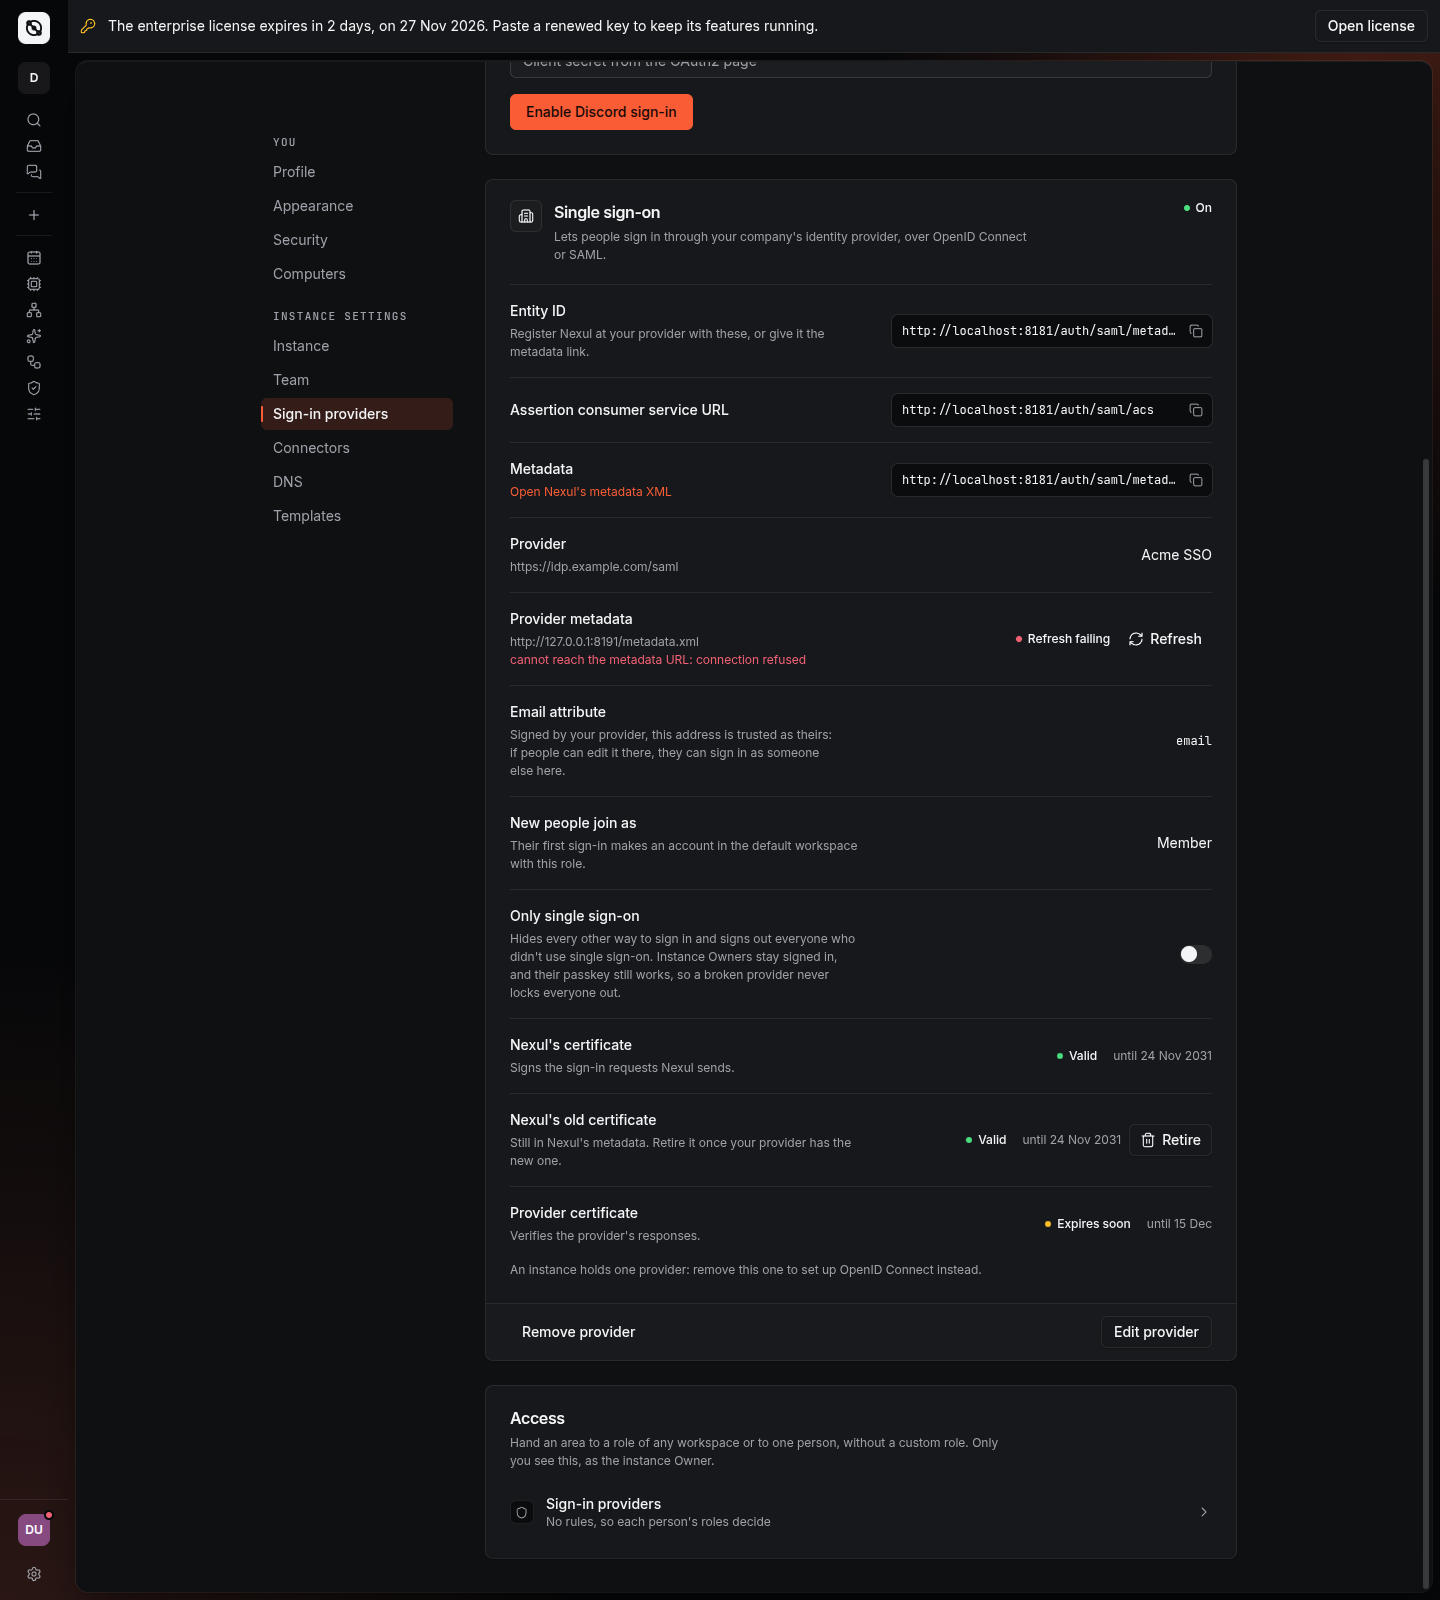 The enterprise license expires in 2 days, on 27 Nov 2026. Paste a renewed key to keep its features running.
Open license
D
Client secret from the OAuth2 page
Enable Discord sign-in
YOU
Profile
Appearance
Security
Computers
INSTANCE SETTINGS
Instance
Team
Sign-in providers
Connectors
DNS
Templates
Single sign-on
On
Lets people sign in through your company's identity provider, over OpenID Connect
or SAML.
Entity ID
Register Nexul at your provider with these, or give it the
metadata link.
http://localhost:8181/auth/saml/metad…
Assertion consumer service URL
http://localhost:8181/auth/saml/acs
Metadata
Open Nexul's metadata XML
http://localhost:8181/auth/saml/metad…
Provider
https://idp.example.com/saml
Acme SSO
Provider metadata
http://127.0.0.1:8191/metadata.xml
cannot reach the metadata URL: connection refused
Refresh failing
Refresh
Email attribute
Signed by your provider, this address is trusted as theirs:
if people can edit it there, they can sign in as someone
else here.
email
New people join as
Their first sign-in makes an account in the default workspace
with this role.
Member
Only single sign-on
Hides every other way to sign in and signs out everyone who
didn't use single sign-on. Instance Owners stay signed in,
and their passkey still works, so a broken provider never
locks everyone out.
Nexul's certificate
Signs the sign-in requests Nexul sends.
Valid until 24 Nov 2031
Nexul's old certificate
Still in Nexul's metadata. Retire it once your provider has the
new one.
Valid until 24 Nov 2031
Retire
Provider certificate
Verifies the provider's responses.
Expires soon until 15 Dec
An instance holds one provider: remove this one to set up OpenID Connect instead.
Remove provider
Edit provider
Access
Hand an area to a role of any workspace or to one person, without a custom role. Only
you see this, as the instance Owner.
Sign-in providers
No rules, so each person's roles decide
DU